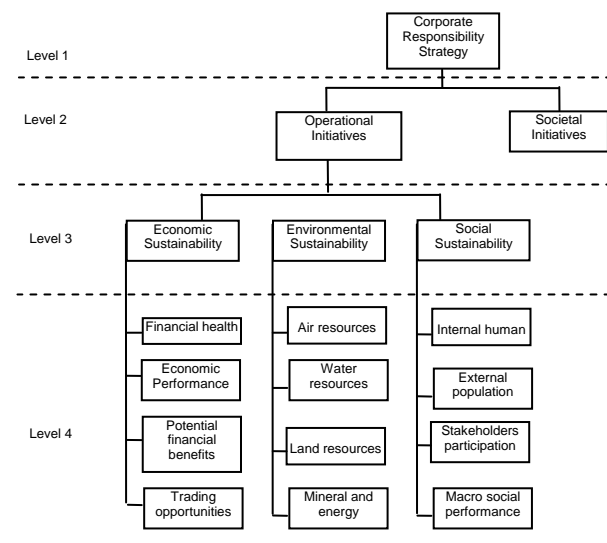 Corporate
Responsibility
Strategy
Level 1
Level 2
Operational
Initiatives
Societal
Initiatives
Level 3
Economic
Sustainability
Environmental
Sustainability
Social
Sustainability
Level 4
Financial health
Economic
Performance
Potential
financial
benefits
Trading
opportunities
Air resources
Water
resources
Land resources
Mineral and
energy
Internal human
External
population
Stakeholders
participation
Macro social
performance